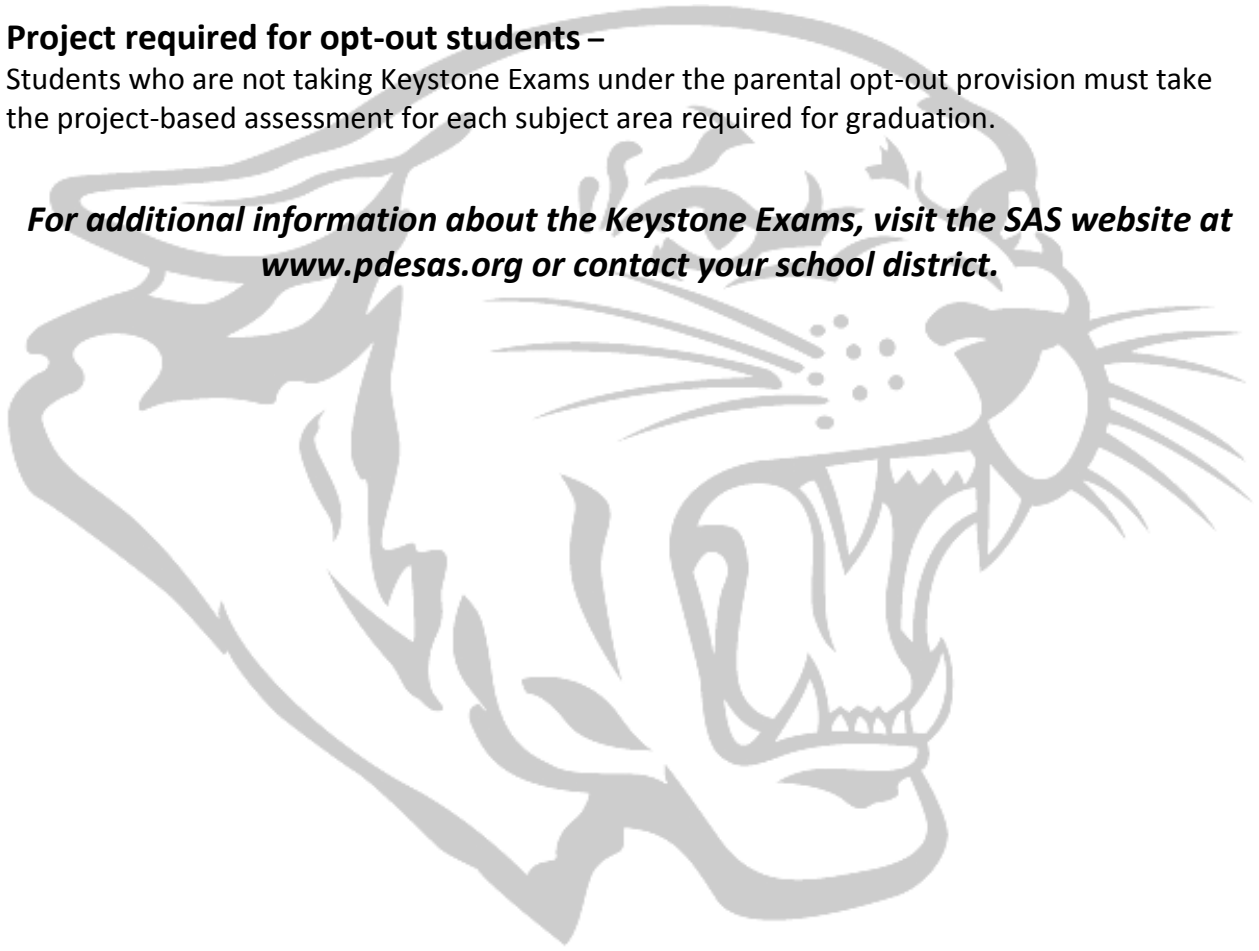 Project required for opt-out students –
Students who are not taking Keystone Exams under the parental opt-out provision must take
the project-based assessment for each subject area required for graduation.
For additional information about the Keystone Exams, visit the SAS website at
www.pdesas.org or contact your school district.